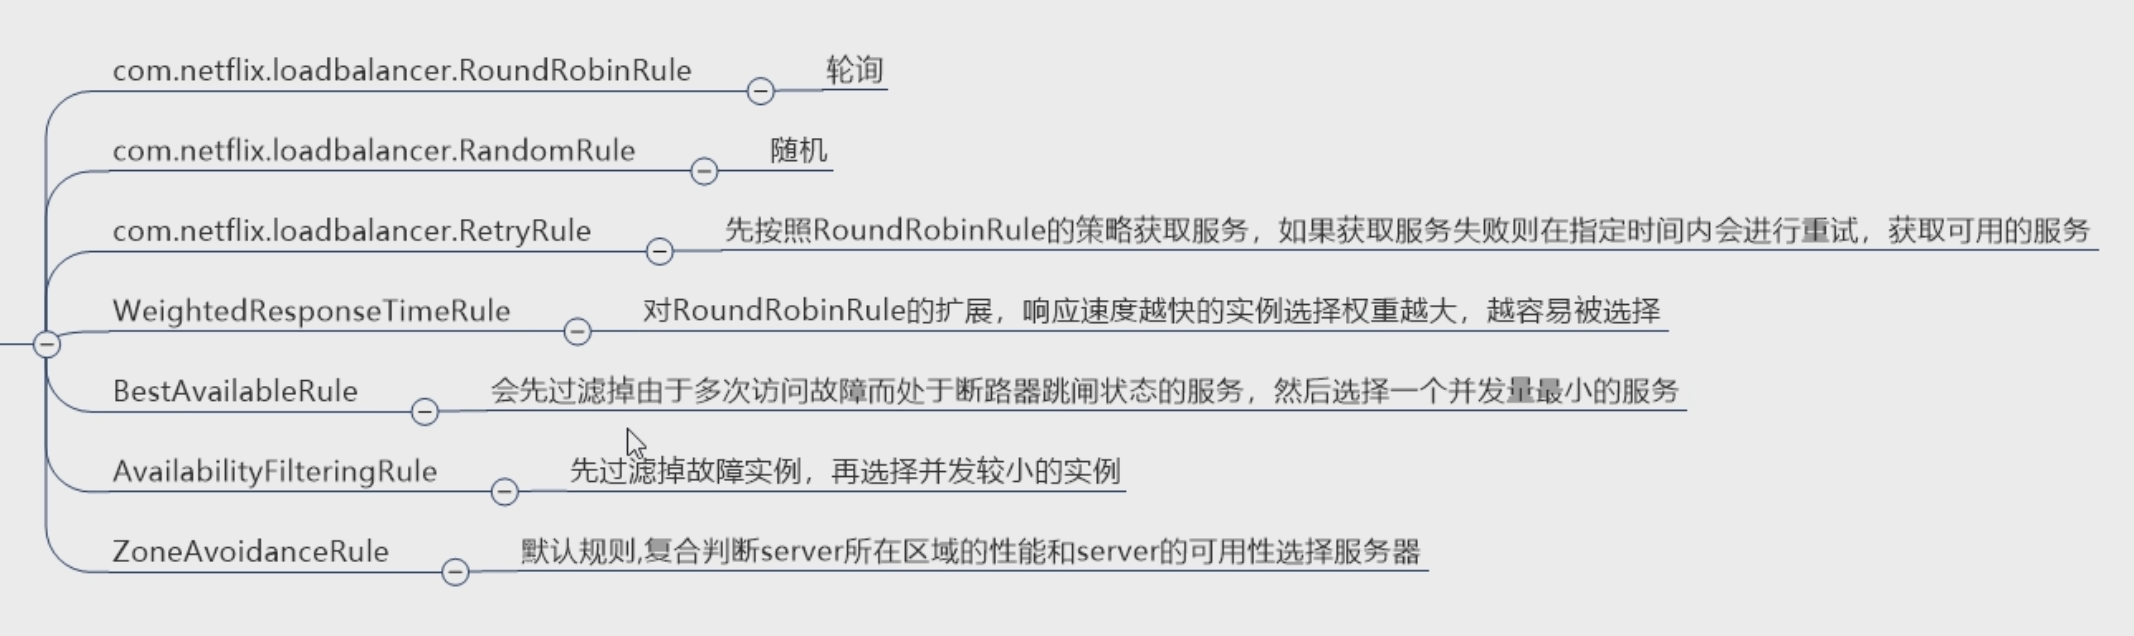 com.netflix.loadbalancer.RoundRobinRule 轮询
com.netflix.loadbalancer.RandomRule 随机
com.netflix.loadbalancer.RetryRule 先按照RoundRobinRule的策略获取服务，如果获取服务失败则在指定时间内会进行重试，获取可用的服务
WeightedResponseTimeRule 对RoundRobinRule的扩展，响应速度越快的实例选择权重越大，越容易被选择
BestAvailableRule 会先过滤掉由于多次访问故障而处于断路器跳闸状态的服务，然后选择一个并发量最小的服务
AvailabilityFilteringRule 先过滤掉故障实例，再选择并发较小的实例
ZoneAvoidanceRule 默认规则,复合判断server所在区域的性能和server的可用性选择服务器